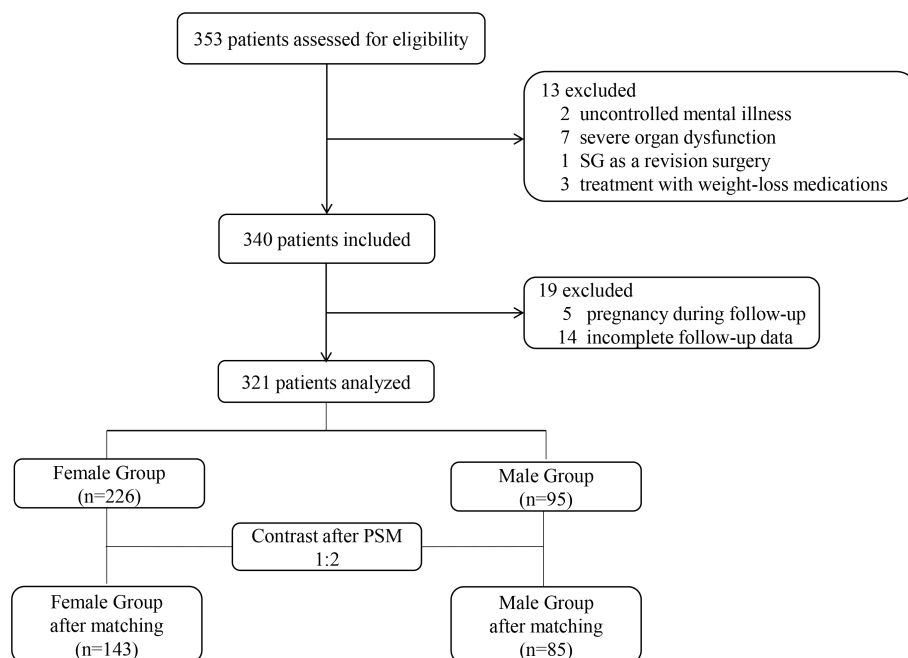 353 patients assessed for eligibility
13 excluded
2 uncontrolled mental illness
7 severe organ dysfunction
1 SG as a revision surgery
3 treatment with weight-loss medications
340 patients included
19 excluded
5 pregnancy during follow-up
14 incomplete follow-up data
321 patients analyzed
Female Group
(n=226)
Male Group
(n=95)
Contrast after PSM
1:2
Female Group
after matching
(n=143)
Male Group
after matching
(n=85)